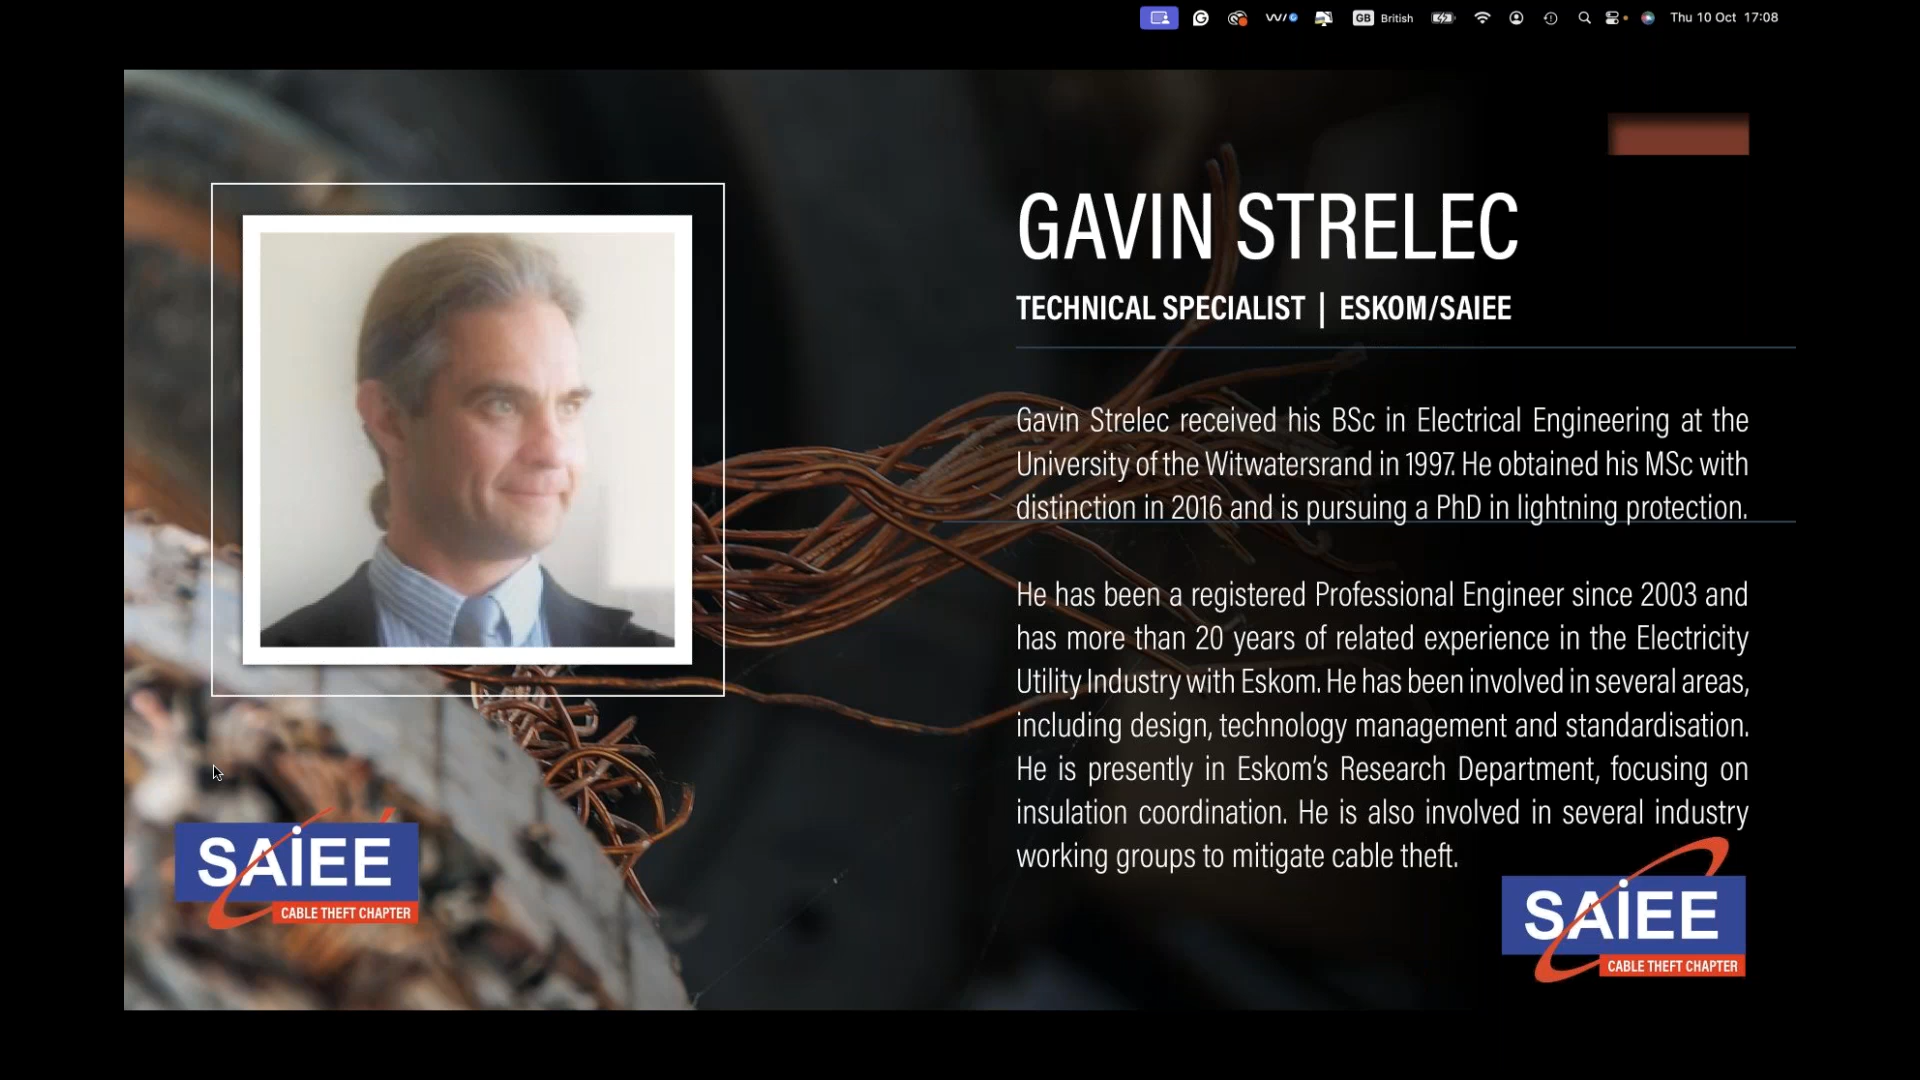 GB British Thu 10 Oct 17:08
GAVIN STRELEC
TECHNICAL SPECIALIST | ESKOM/SAIEE
Gavin Strelec received his BSc in Electrical Engineering at the
University of the Witwatersrand in 1997. He obtained his MSc with
distinction in 2016 and is pursuing a PhD in lightning protection.
He has been a registered Professional Engineer since 2003 and
has more than 20 years of related experience in the Electricity
Utility Industry with Eskom. He has been involved in several areas,
including design, technology management and standardisation.
He is presently in Eskom's Research Department, focusing on
insulation coordination. He is also involved in several industry
working groups to mitigate cable theft.
SAIEE
CABLE THEFT CHAPTER
SAIEE
CABLE THEFT CHAPTER